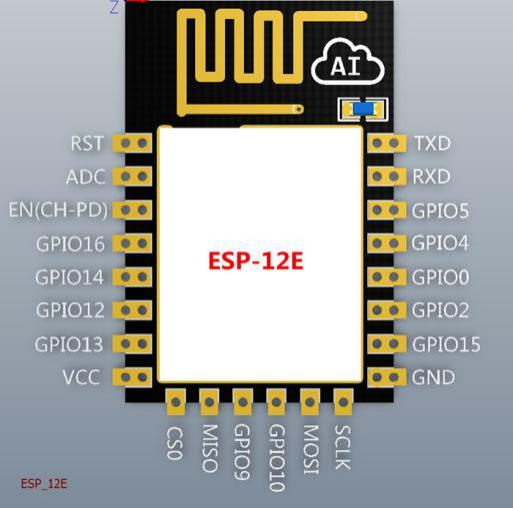 Z
AI
RST
ADC
EN(CH-PD)
GPIO16
GPIO14
GPIO12
GPIO13
VCC
ESP-12E
TXD
RXD
GPIO5
GPIO4
GPIO0
GPIO2
GPIO15
GND
CS0
MISO
GPIO9
GPIO10
MOSI
SCLK
ESP_12E